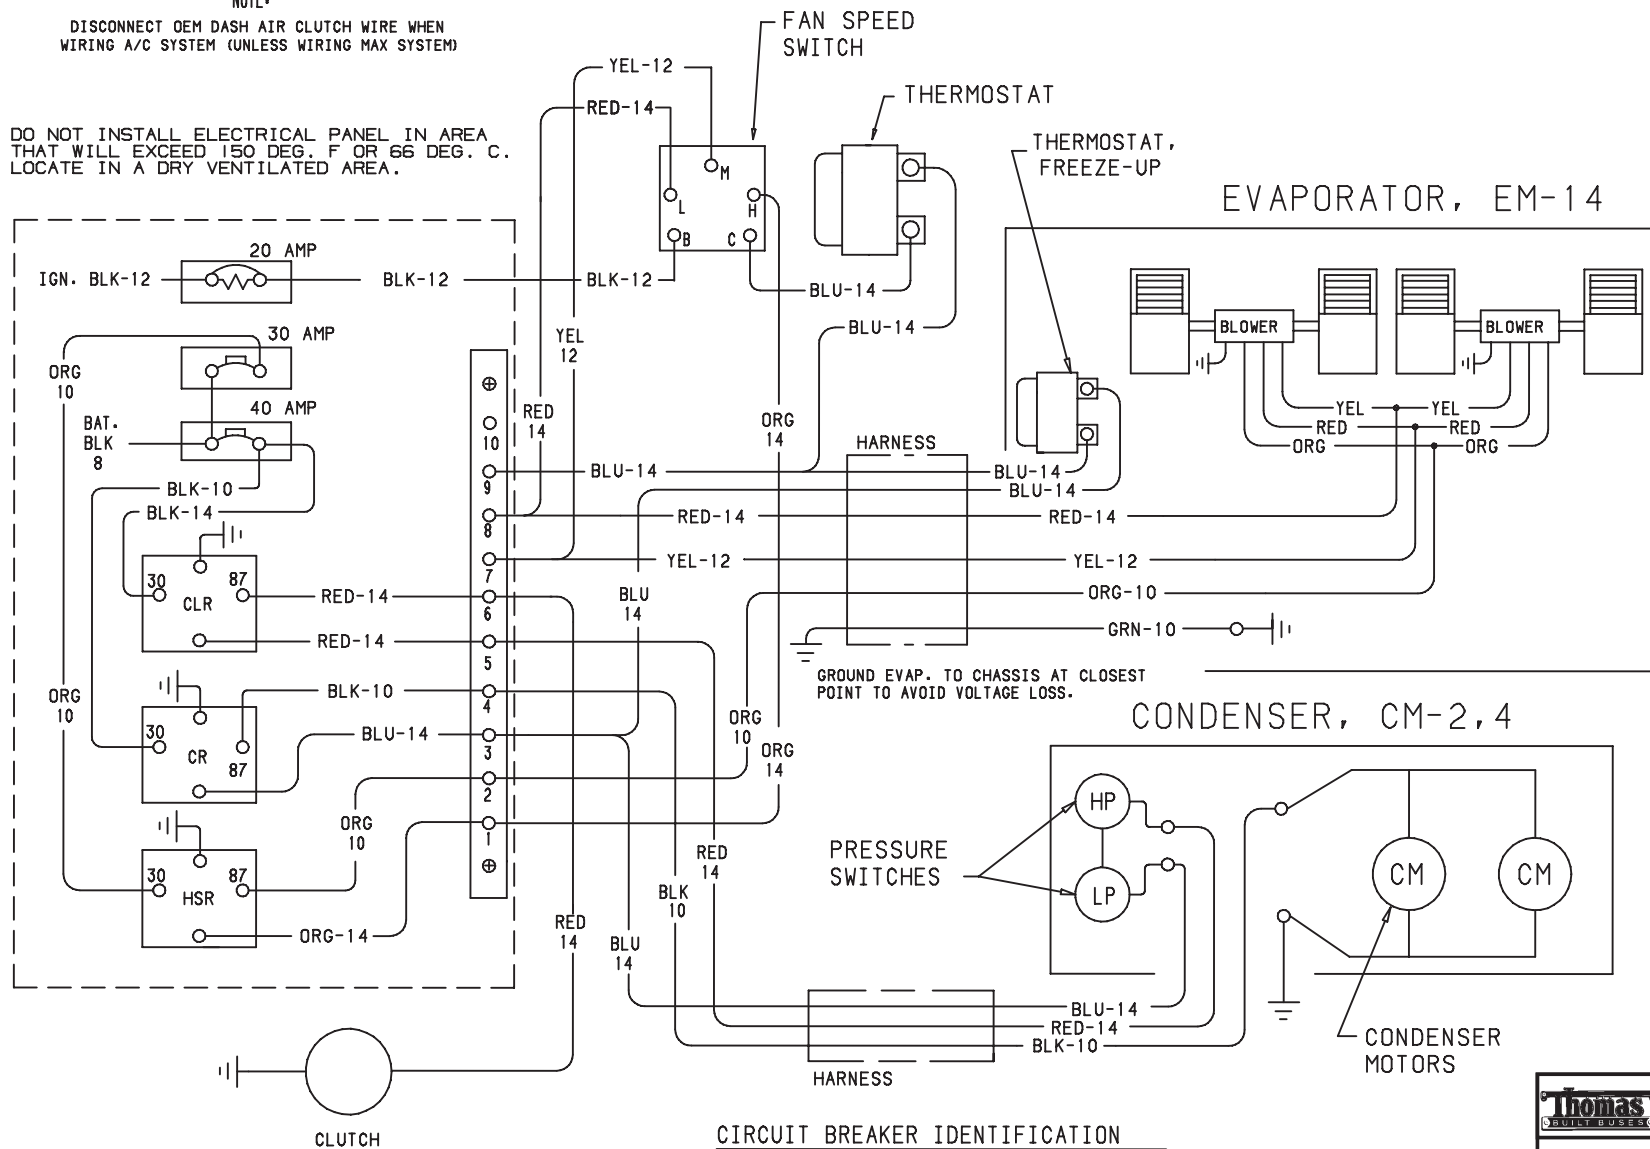 NOTE:
DISCONNECT OEM DASH AIR CLUTCH WIRE WHEN
WIRING A/C SYSTEM (UNLESS WIRING MAX SYSTEM)
DO NOT INSTALL ELECTRICAL PANEL IN AREA
THAT WILL EXCEED 150 DEG. F OR 66 DEG. C.
LOCATE IN A DRY VENTILATED AREA.
FAN SPEED
SWITCH
YEL-12
RED-14
M
L
H
B
C
THERMOSTAT
THERMOSTAT,
FREEZE-UP
EVAPORATOR, EM-14
20 AMP
IGN. BLK-12
BLK-12
BLK-12
BLU-14
BLU-14
30 AMP
ORG
10
40 AMP
BAT.
BLK
8
BLK-10
BLK-14
YEL
12
RED
14
ORG
14
BLOWER
BLOWER
YEL
YEL
RED
RED
ORG
ORG
HARNESS
10
9
8
7
6
5
4
3
2
1
BLU-14
BLU-14
BLU-14
RED-14
RED-14
YEL-12
YEL-12
BLU
14
ORG-10
GRN-10
GROUND EVAP. TO CHASSIS AT CLOSEST
POINT TO AVOID VOLTAGE LOSS.
30
87
CLR
RED-14
RED-14
ORG
10
BLK-10
30
CR
87
BLU-14
ORG
10
ORG
14
30
87
HSR
ORG
10
ORG-14
CONDENSER, CM-2,4
HP
LP
PRESSURE
SWITCHES
CM
CM
RED
14
BLK
10
RED
14
BLU
14
BLU-14
RED-14
BLK-10
HARNESS
CONDENSER
MOTORS
CLUTCH
CIRCUIT BREAKER IDENTIFICATION
Thomas
BUILT BUSES